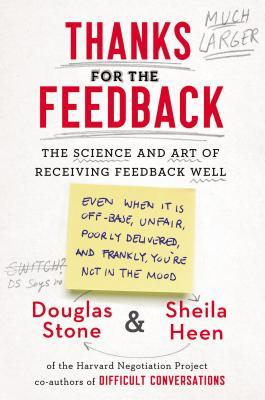 MUCH
LARGER
THANKS
FOR THE
FEEDBACK
THE SCIENCE AND ART OF
RECEIVING FEEDBACK WELL
EVEN WHEN IT IS
OFF-BASE, UNFAIR,
POORLY DELIVERED,
AND FRANKLY, YOU'RE
NOT IN THE MOOD
SWITCH?
DS says no
Douglas & Sheila
Stone Heen
of the Harvard Negotiation Project
co-authors of DIFFICULT CONVERSATIONS